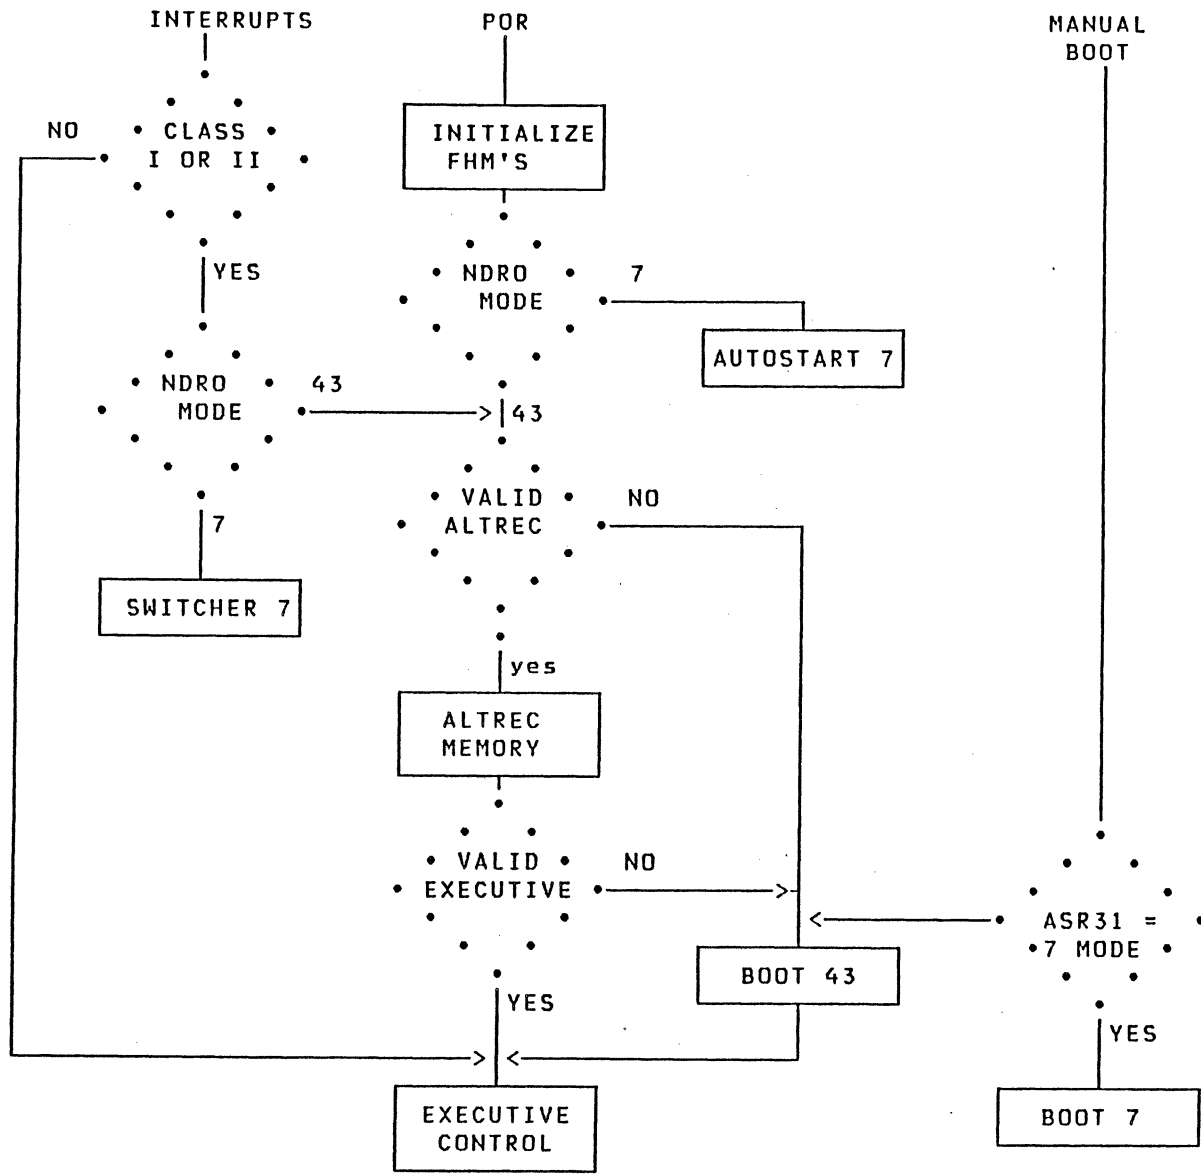 INTERRUPTS
POR
MANUAL
BOOT
NO
CLASS
I OR II
INITIALIZE
FHM'S
YES
NDRO
MODE
7
AUTOSTART 7
NDRO
MODE
43
43
7
VALID
ALTREC
NO
SWITCHER 7
yes
ALTREC
MEMORY
VALID
EXECUTIVE
NO
ASR31 =
7 MODE
BOOT 43
YES
YES
EXECUTIVE
CONTROL
BOOT 7